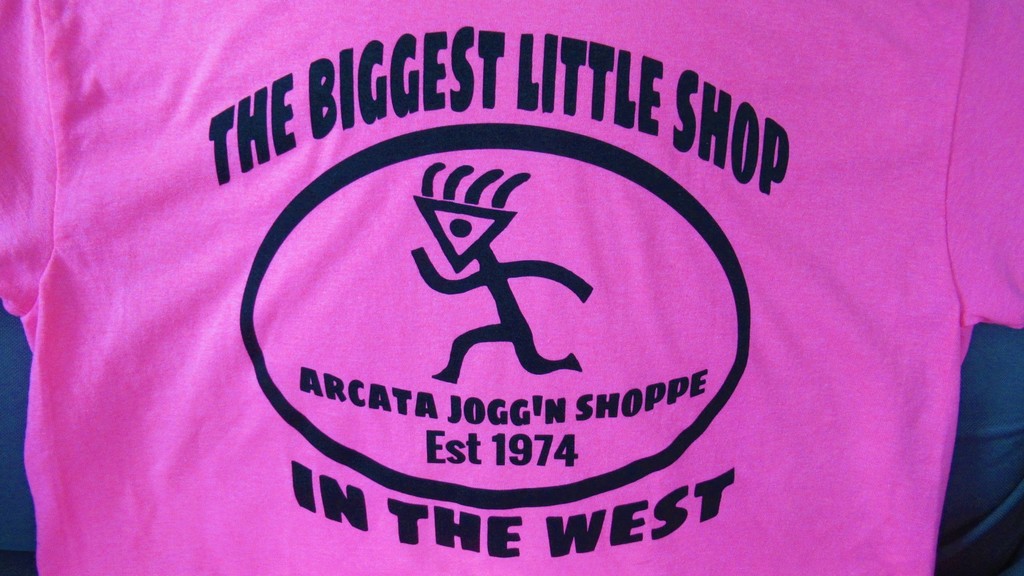 THE BIGGEST LITTLE SHOP
ARCATA JOGG'N SHOPPE
Est 1974
IN THE WEST